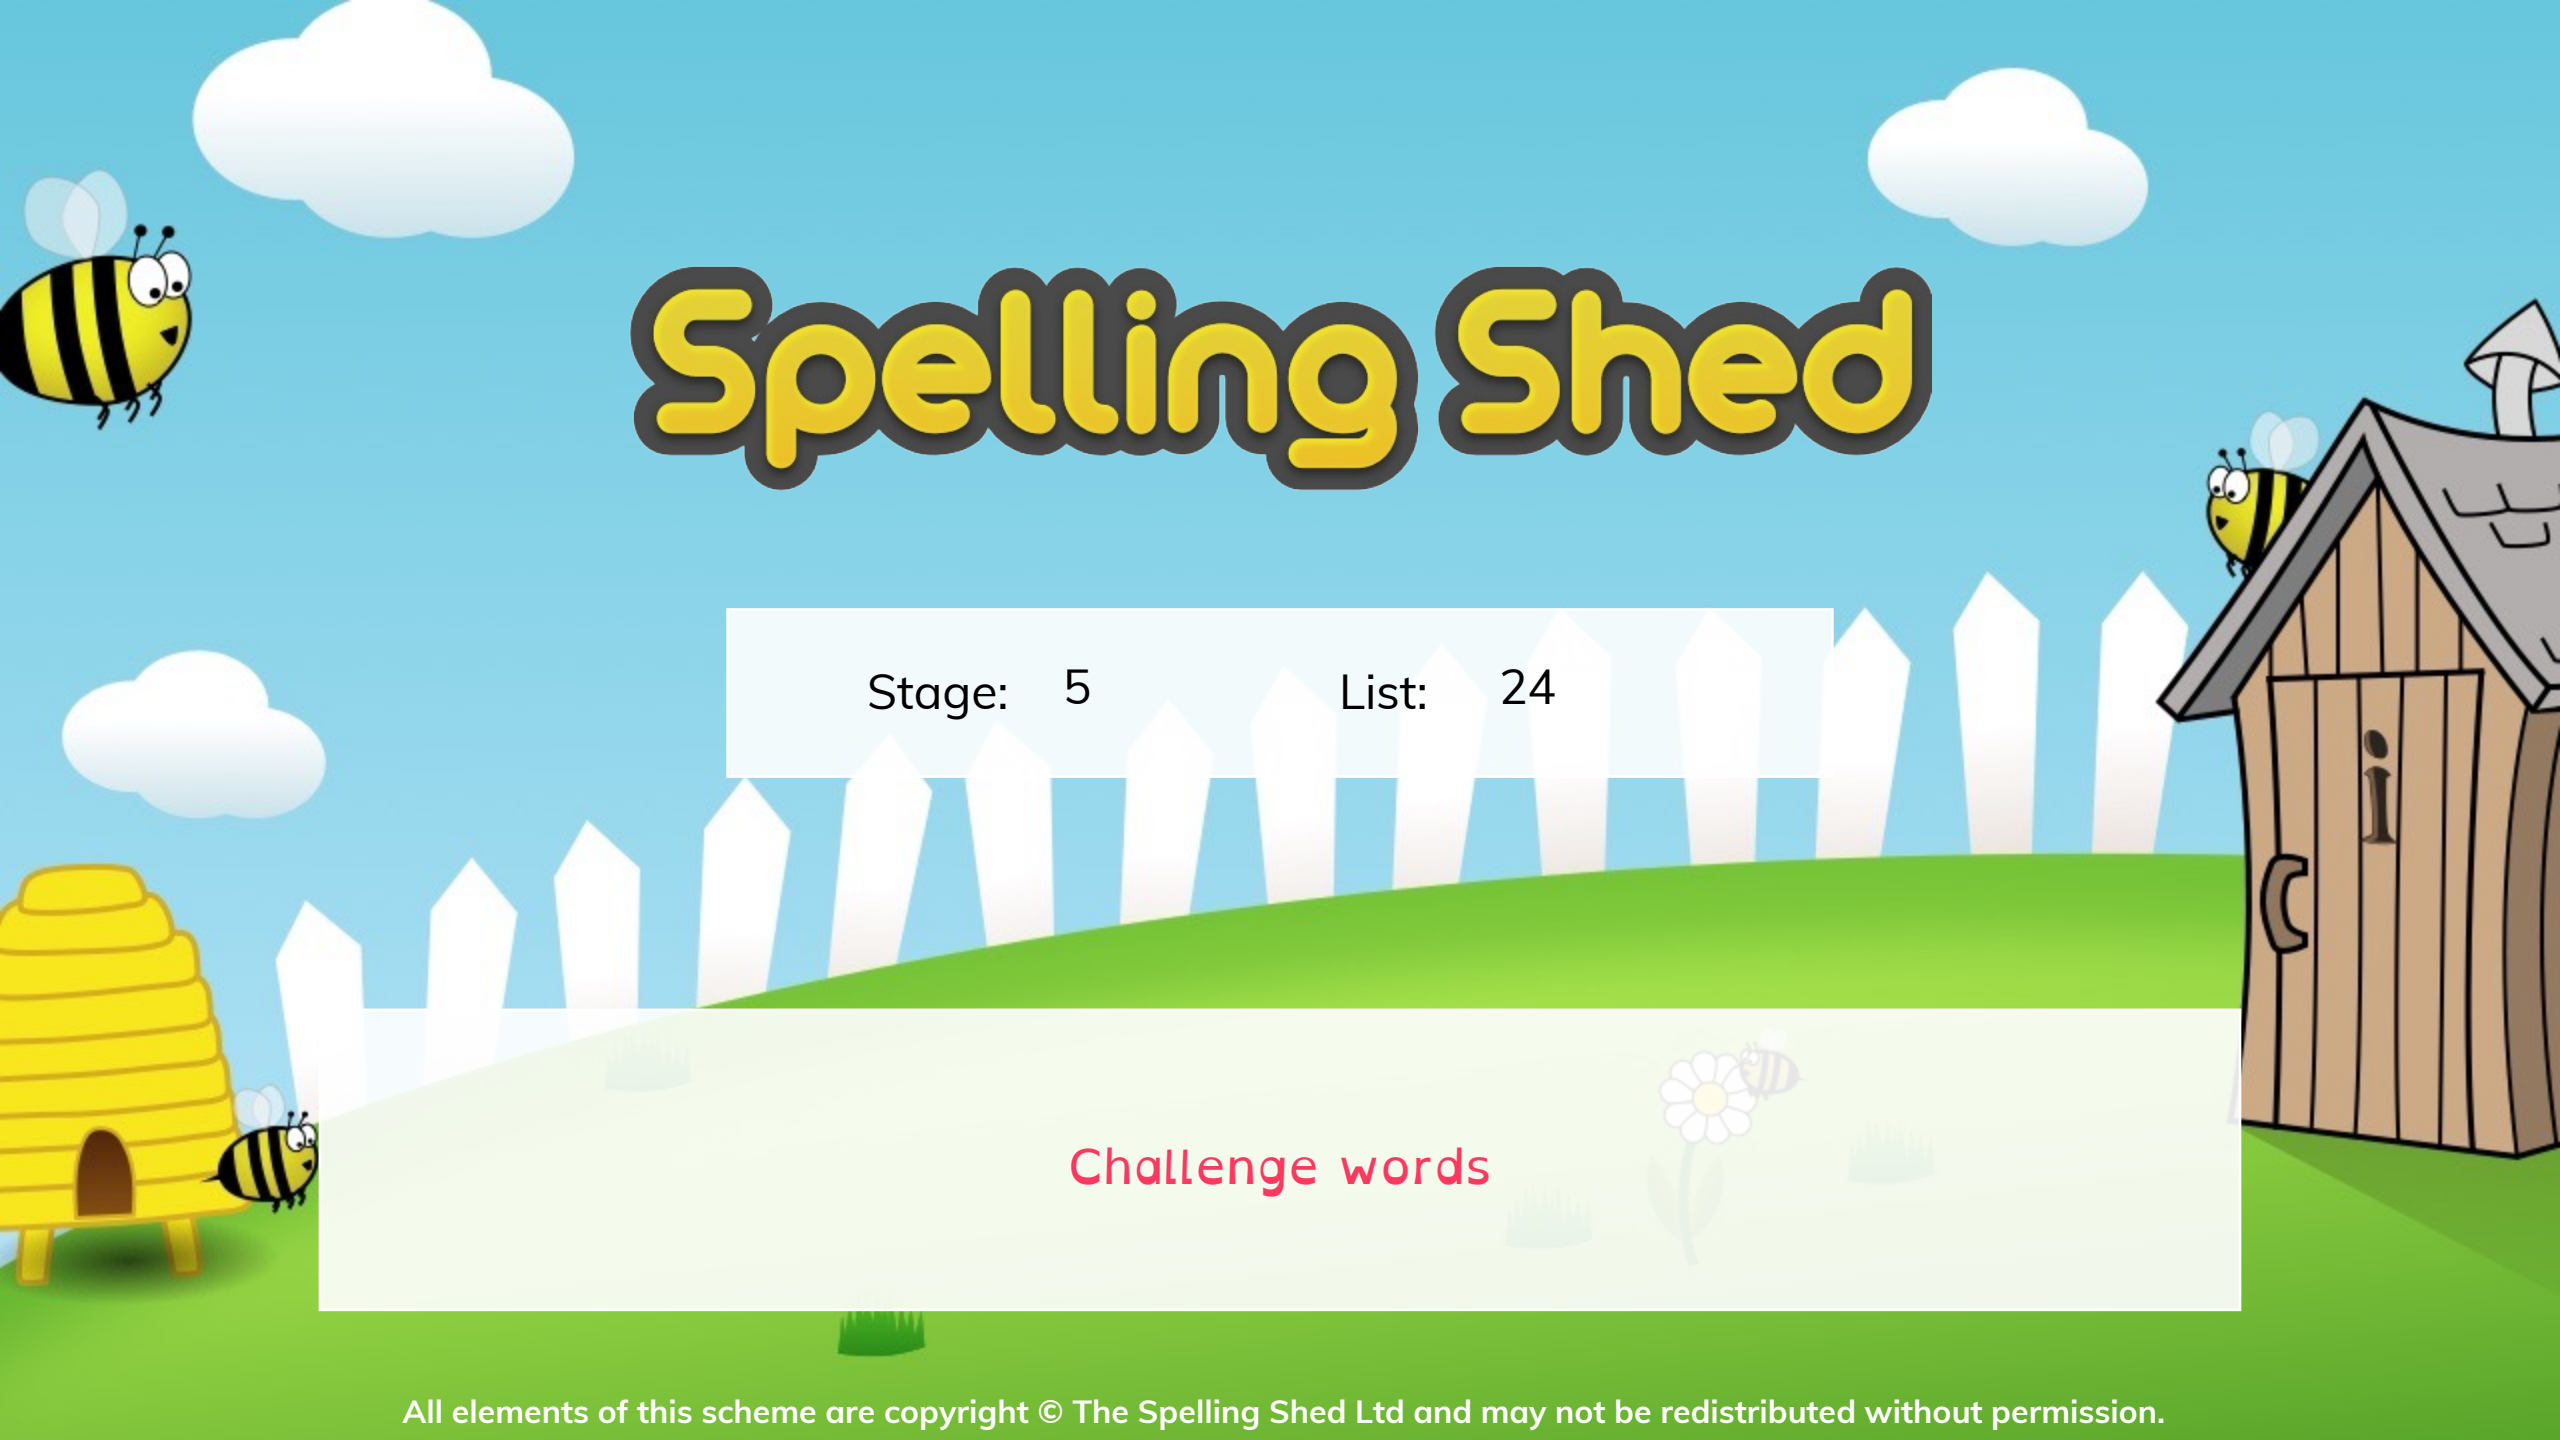 Spelling Shed
Stage: 5 List: 24
i
Challenge words
All elements of this scheme are copyright © The Spelling Shed Ltd and may not be redistributed without permission.